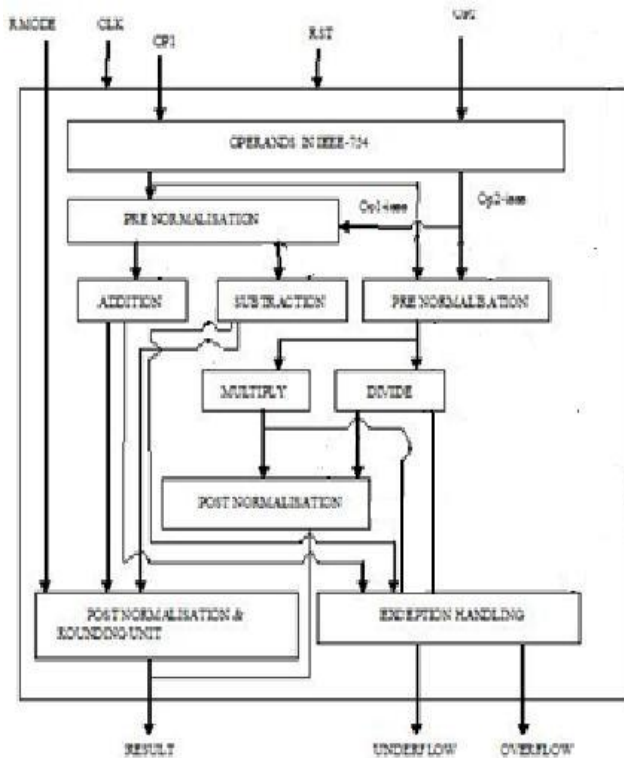 RMODE
CLK
OP1
RST
OP2
OPERANDS IN IEEE-754
PRE NORMALISATION
Op1-ieee
Op2-ieee
ADDITION
SUBTRACTION
PRE NORMALISATION
MULTIPLY
DIVIDE
POST NORMALISATION
POST NORMALISATION &
ROUNDING UNIT
EXCEPTION HANDLING
RESULT
UNDERFLOW
OVERFLOW